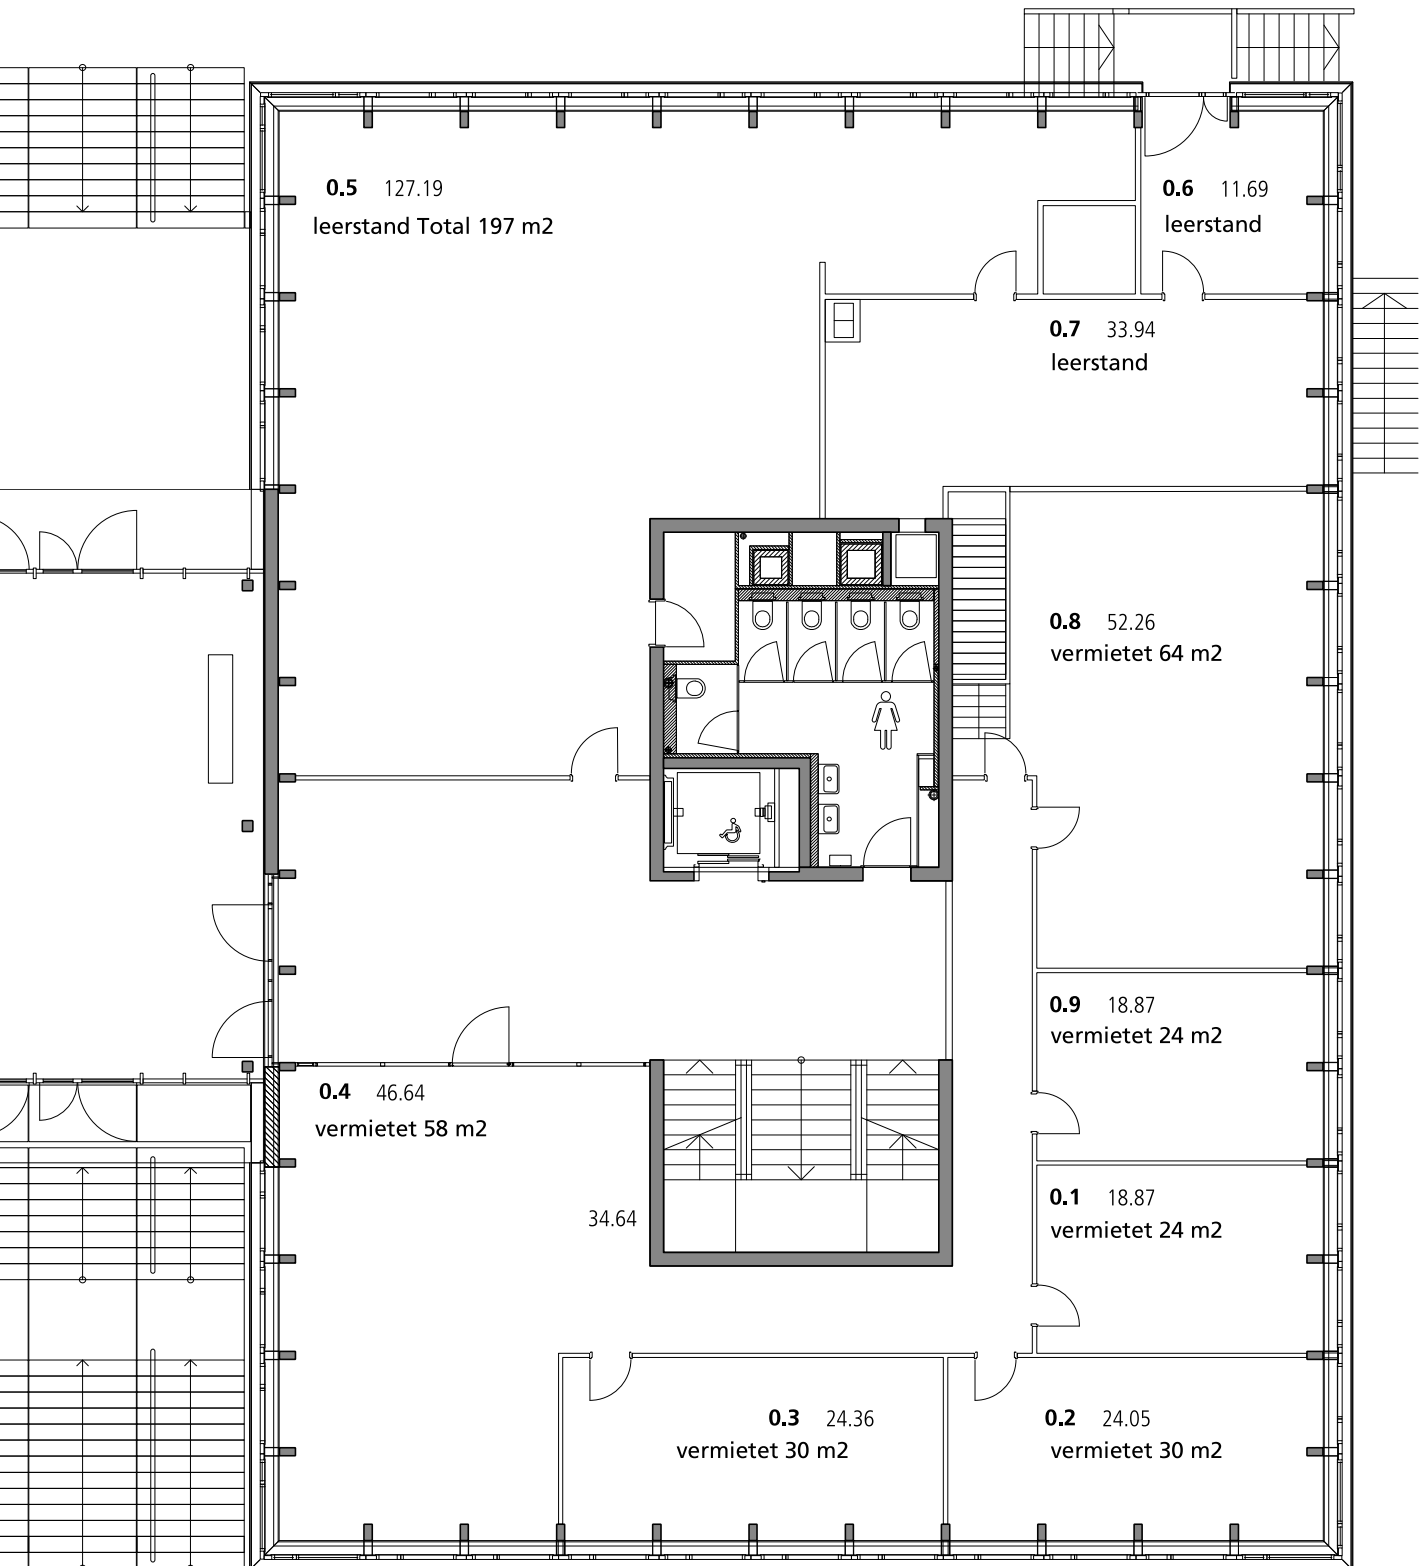 0.5 127.19
leerstand Total 197 m2
0.6 11.69
leerstand
0.7 33.94
leerstand
0.8 52.26
vermietet 64 m2
0.9 18.87
vermietet 24 m2
0.4 46.64
vermietet 58 m2
34.64
0.1 18.87
vermietet 24 m2
0.3 24.36
vermietet 30 m2
0.2 24.05
vermietet 30 m2